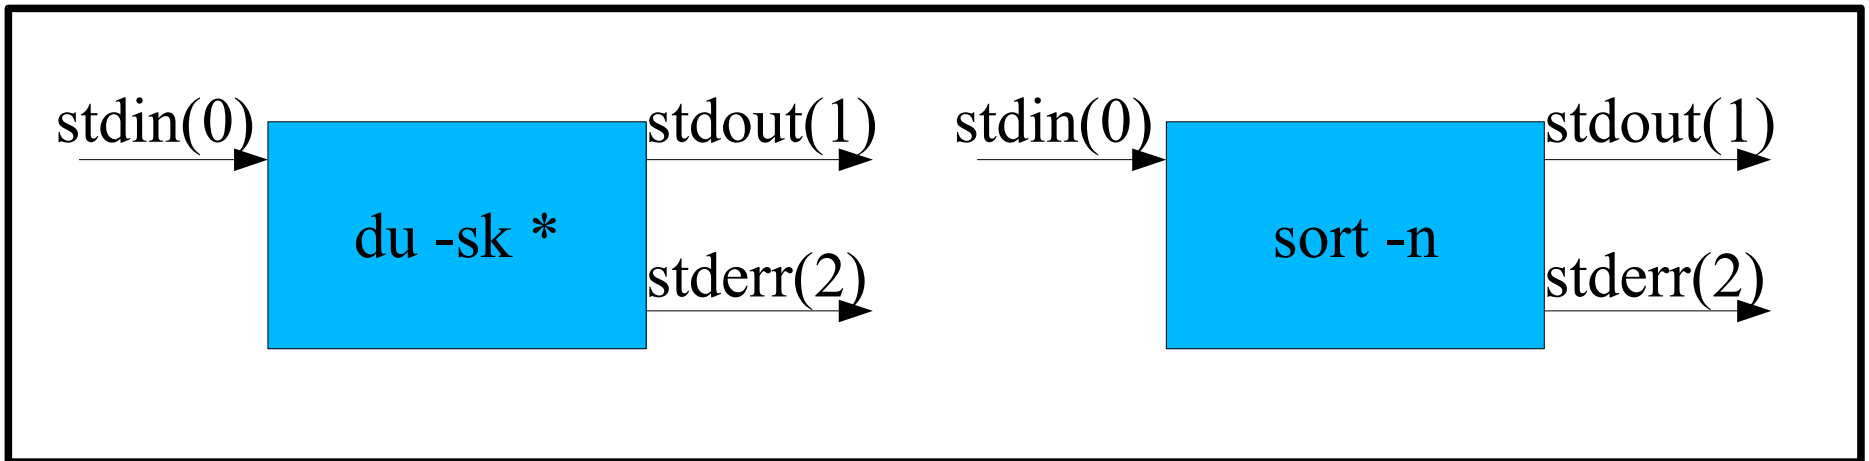 stdin(0)
stdout(1)
du -sk *
stderr(2)
stdin(0)
stdout(1)
sort -n
stderr(2)